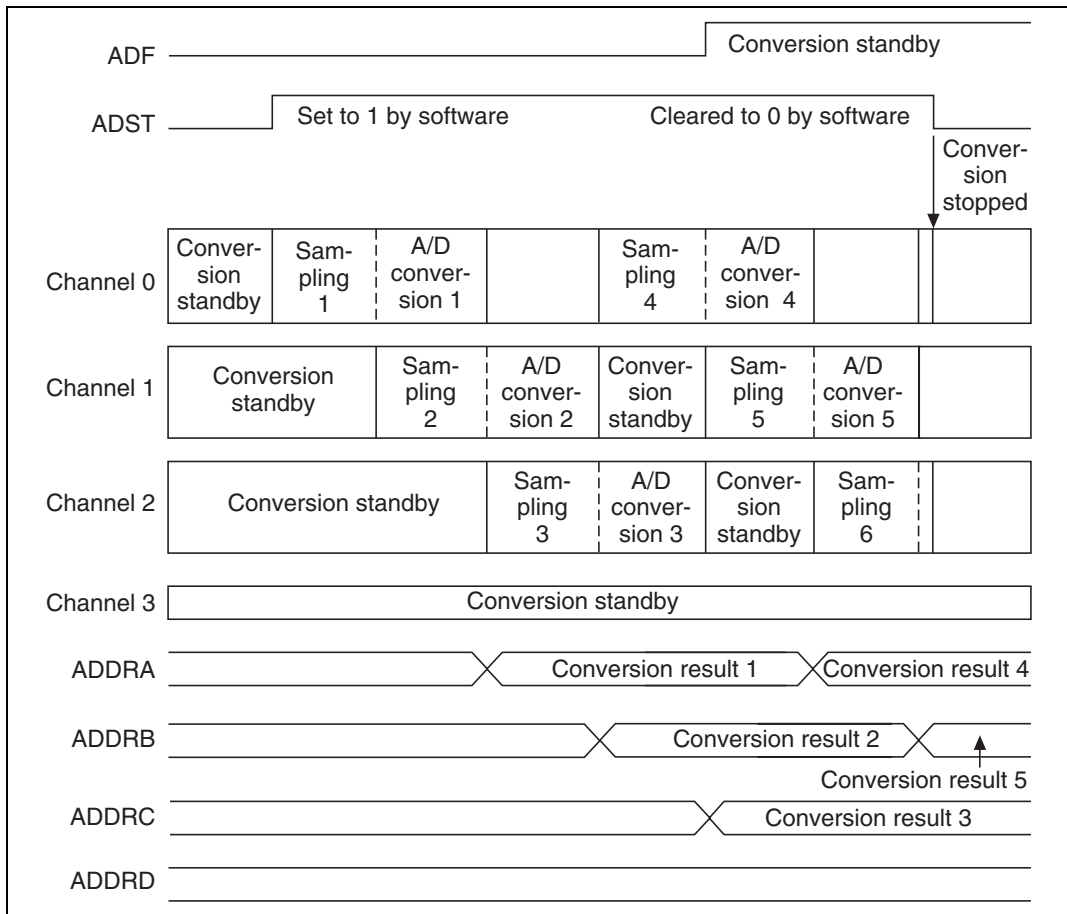 ADF
Conversion standby
ADST
Set to 1 by software
Cleared to 0 by software
Conver-
sion
stopped
Channel 0
Conver-
sion
standby
Sam-
pling
1
A/D
conver-
sion 1
Sam-
pling
4
A/D
conver-
sion 4
Channel 1
Conversion
standby
Sam-
pling
2
A/D
conver-
sion 2
Conver-
sion
standby
Sam-
pling
5
A/D
conver-
sion 5
Channel 2
Conversion standby
Sam-
pling
3
A/D
conver-
sion 3
Conver-
sion
standby
Sam-
pling
6
Channel 3
Conversion standby
ADDRA
Conversion result 1
Conversion result 4
ADDRB
Conversion result 2
Conversion result 5
ADDRC
Conversion result 3
ADDRD